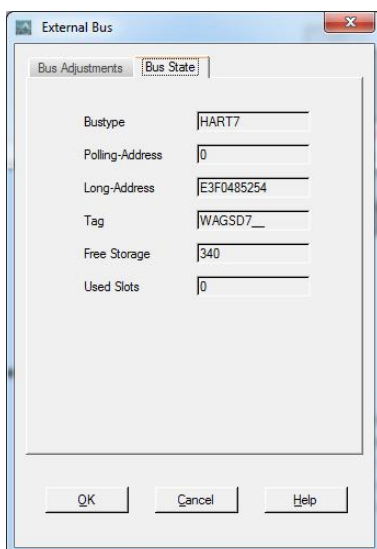 External Bus
Bus Adjustments Bus State
Bustype HART7
Polling-Address 0
Long-Address E3F0485254
Tag WAGSD7__
Free Storage 340
Used Slots 0
OK Cancel Help